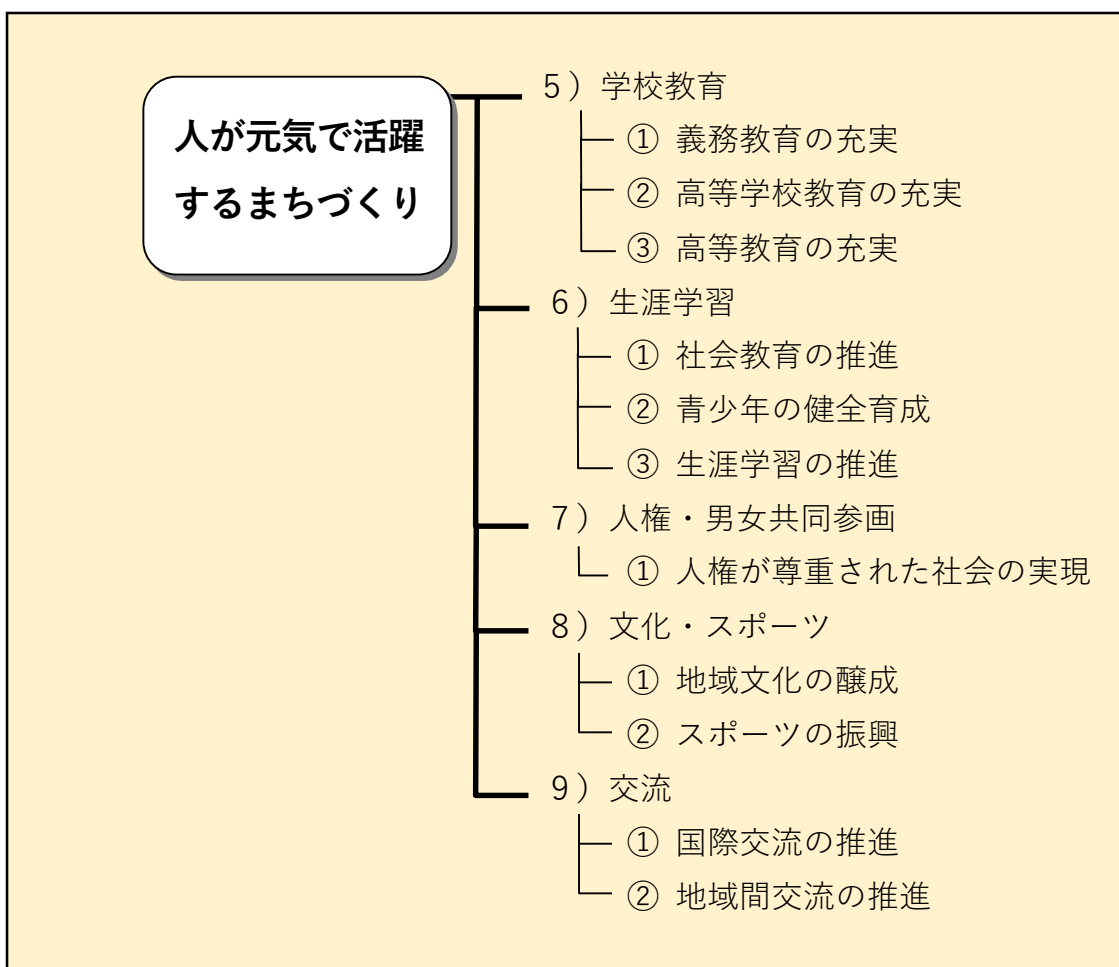 人が元気で活躍
するまちづくり
５）学校教育
① 義務教育の充実
② 高等学校教育の充実
③ 高等教育の充実
６）生涯学習
① 社会教育の推進
② 青少年の健全育成
③ 生涯学習の推進
７）人権・男女共同参画
① 人権が尊重された社会の実現
８）文化・スポーツ
① 地域文化の醸成
② スポーツの振興
９）交流
① 国際交流の推進
② 地域間交流の推進